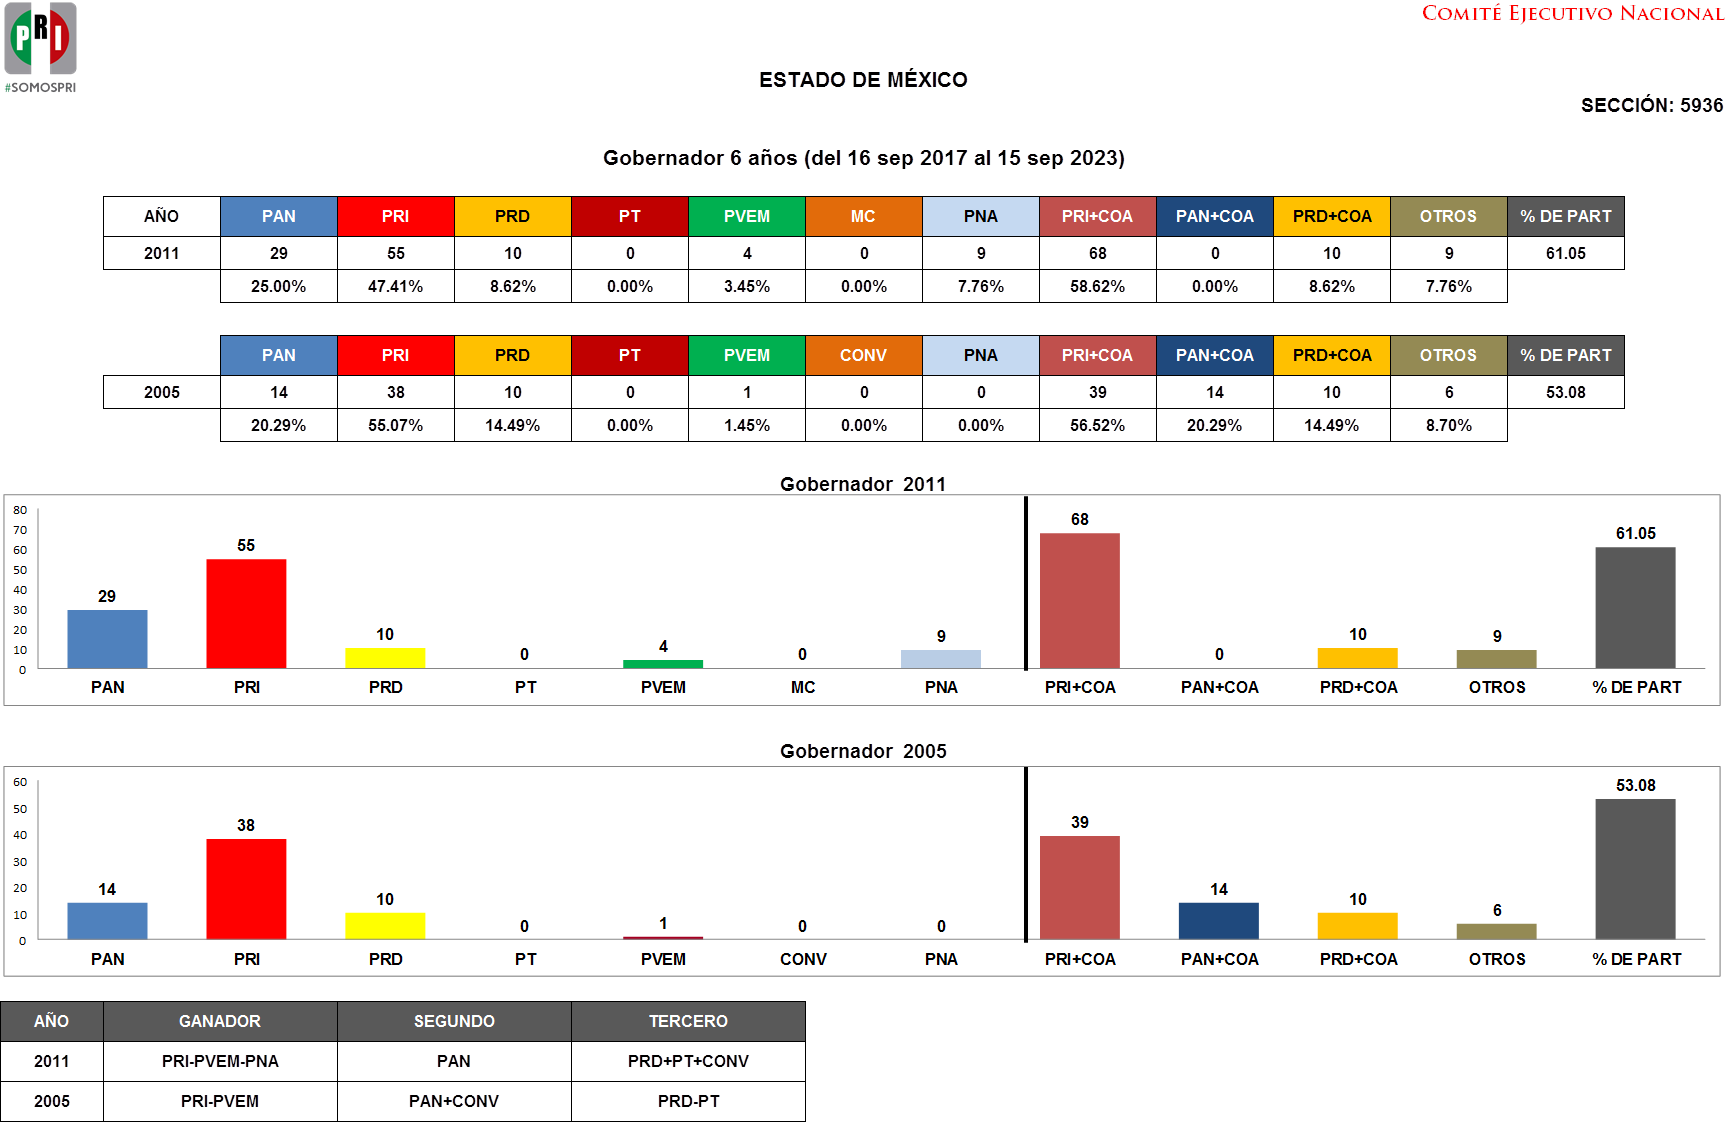 PRI
#SOMOSPRI
COMITÉ EJECUTIVO NACIONAL
ESTADO DE MÉXICO
SECCIÓN: 5936
Gobernador 6 años (del 16 sep 2017 al 15 sep 2023)
AÑO PAN PRI PRD PT PVEM MC PNA PRI+COA PAN+COA PRD+COA OTROS % DE PART
2011 29 55 10 0 4 0 9 68 0 10 9 61.05
25.00% 47.41% 8.62% 0.00% 3.45% 0.00% 7.76% 58.62% 0.00% 8.62% 7.76%
PAN PRI PRD PT PVEM CONV PNA PRI+COA PAN+COA PRD+COA OTROS % DE PART
2005 14 38 10 0 1 0 0 39 14 10 6 53.08
20.29% 55.07% 14.49% 0.00% 1.45% 0.00% 0.00% 56.52% 20.29% 14.49% 8.70%
Gobernador 2011
80
70
60
50
40
30
20
10
0
29 55 10 0 4 0 9 68 0 10 9 61.05
PAN PRI PRD PT PVEM MC PNA PRI+COA PAN+COA PRD+COA OTROS % DE PART
Gobernador 2005
60
50
40
30
20
10
0
14 38 10 0 1 0 0 39 14 10 6 53.08
PAN PRI PRD PT PVEM CONV PNA PRI+COA PAN+COA PRD+COA OTROS % DE PART
AÑO GANADOR SEGUNDO TERCERO
2011 PRI-PVEM-PNA PAN PRD+PT+CONV
2005 PRI-PVEM PAN+CONV PRD-PT